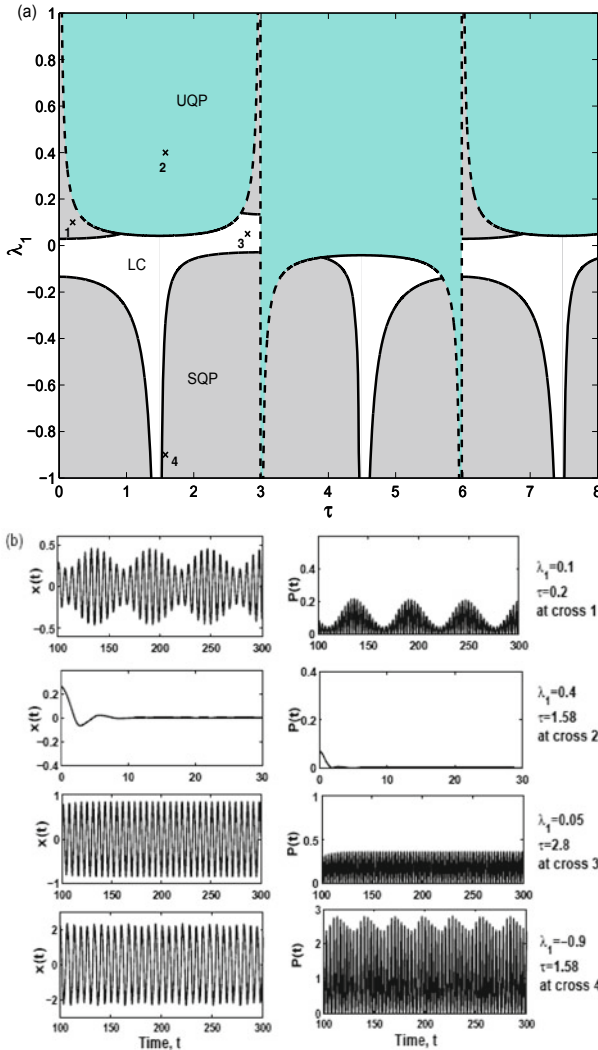 (a)
1
0.8
0.6
0.4
0.2
0
−0.2
−0.4
−0.6
−0.8
−1
λ₁
UQP
2
1
3
LC
SQP
4
0 1 2 3 4 5 6 7 8
τ
(b)
0.5
0
−0.5
x(t)
100 150 200 250 300
0.4
0.2
0
P(t)
100 150 200 250 300
λ₁=0.1
τ=0.2
at cross 1
0.2
0
−0.2
−0.4
x(t)
0 10 20 30
0.4
0.2
0
P(t)
0 10 20 30
λ₁=0.4
τ=1.58
at cross 2
1
0
−1
x(t)
100 150 200 250 300
1
0.5
0
P(t)
100 150 200 250 300
λ₁=0.05
τ=2.8
at cross 3
2
0
−2
x(t)
100 150 200 250 300
Time, t
3
2
1
0
P(t)
100 150 200 250 300
Time, t
λ₁=−0.9
τ=1.58
at cross 4